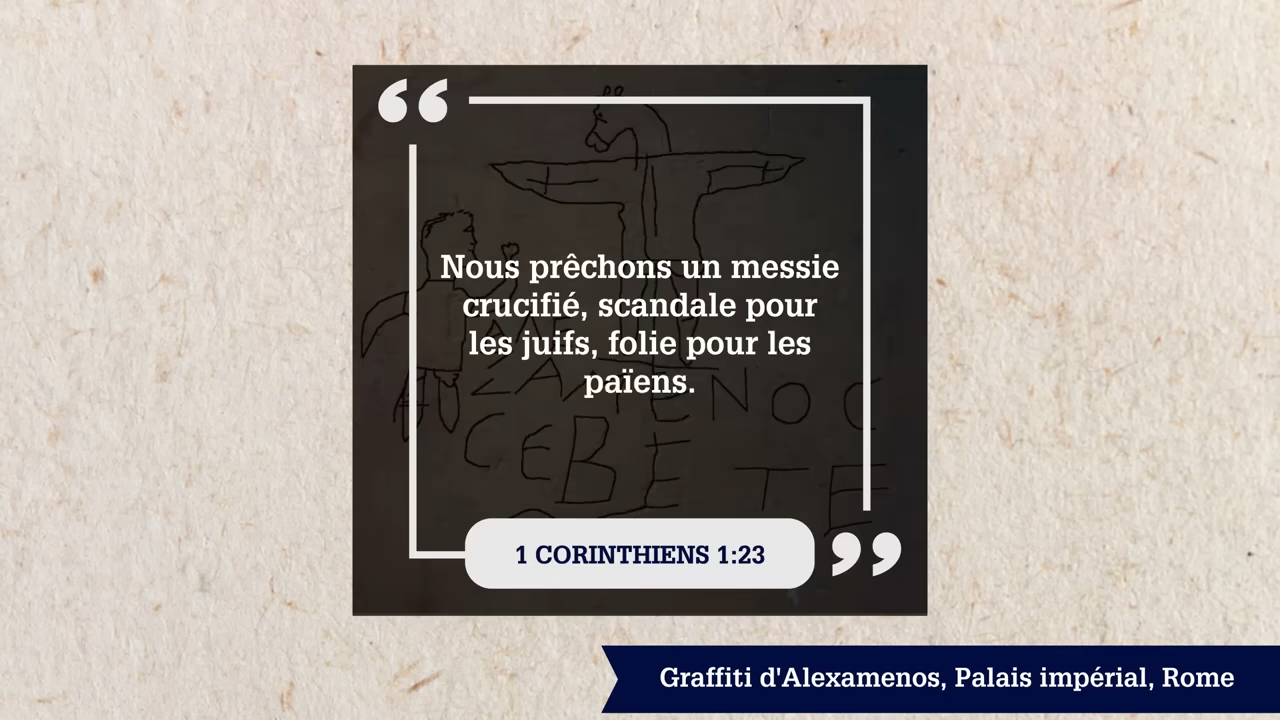 Nous prêchons un messie
crucifié, scandale pour
les juifs, folie pour les
païens.
1 CORINTHIENS 1:23
CEBETE
Graffiti d'Alexamenos, Palais impérial, Rome